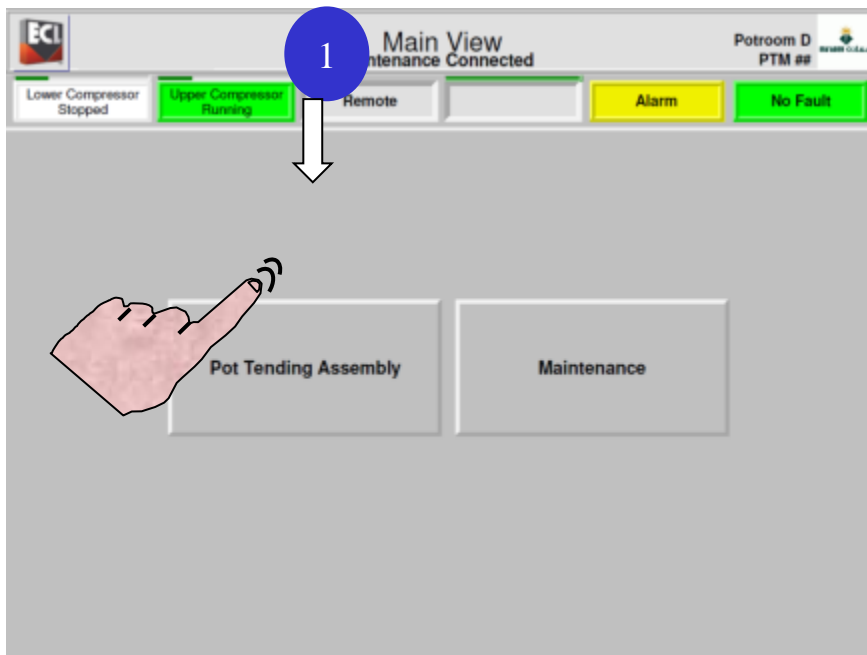 ECL
1
Main View
ntenance Connected
Potroom D
PTM ##
Lower Compressor
Stopped
Upper Compressor
Running
Remote
Alarm
No Fault
Pot Tending Assembly
Maintenance